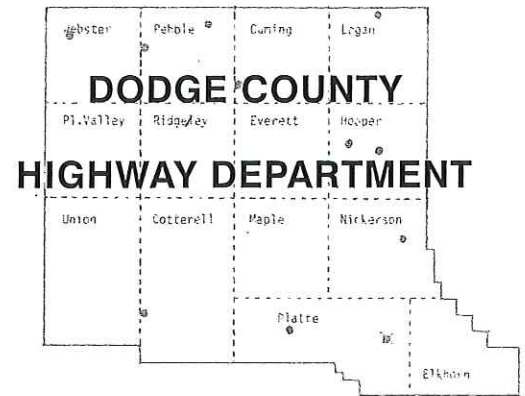 Webster Pebble Cuming Logan
DODGE COUNTY
Pl.Valley Ridgeley Everett Hooper
HIGHWAY DEPARTMENT
Union Cotterell Maple Nickerson
Platte
Elkhorn